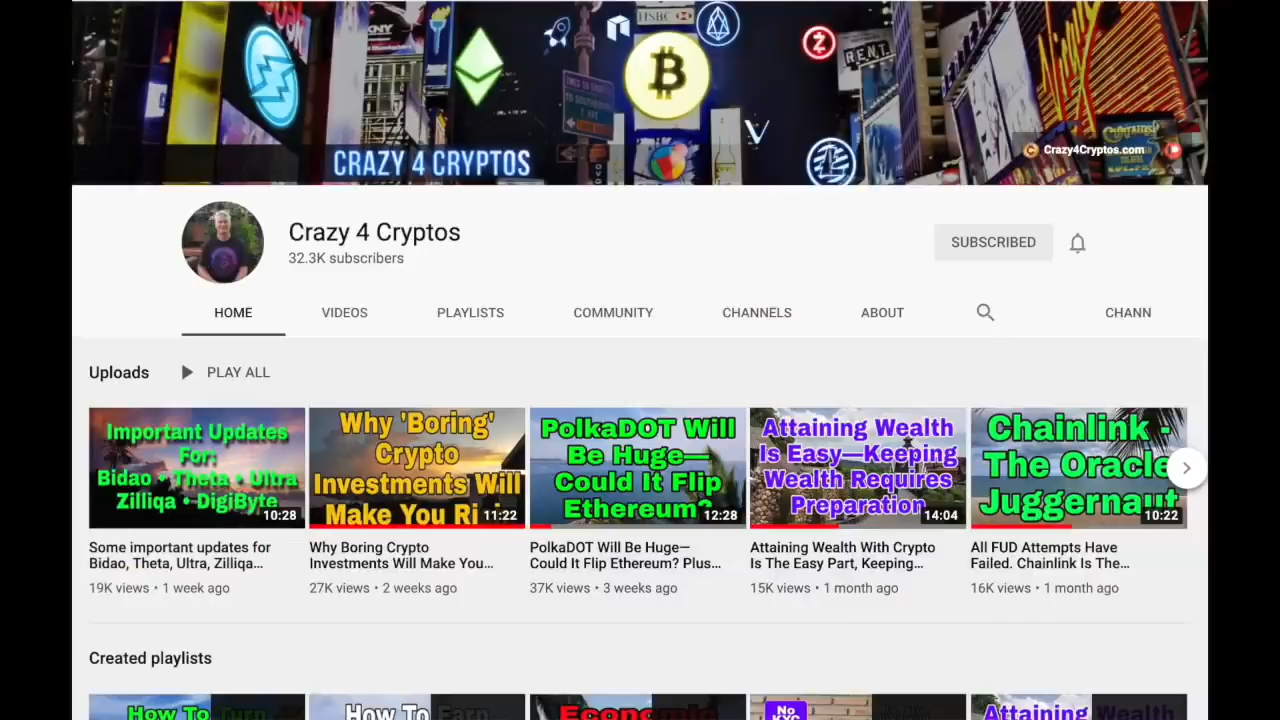 HSBC
R.E.N.T.
CRAZY 4 CRYPTOS
Crazy4Cryptos.com
Crazy 4 Cryptos
32.3K subscribers
SUBSCRIBED
HOME
VIDEOS
PLAYLISTS
COMMUNITY
CHANNELS
ABOUT
CHANN
Uploads
PLAY ALL
Important Updates
For:
Bidao • Theta • Ultra
Zilliqa • DigiByte
10:28
Why 'Boring'
Crypto
Investments Will
Make You Ri
11:22
PolkaDOT Will
Be Huge—
Could It Flip
Ethereum?
12:28
Attaining Wealth
Is Easy—Keeping
Wealth Requires
Preparation
14:04
Chainlink -
The Oracle
Juggernaut
10:22
Some important updates for
Bidao, Theta, Ultra, Zilliqa...
19K views • 1 week ago
Why Boring Crypto
Investments Will Make You...
27K views • 2 weeks ago
PolkaDOT Will Be Huge—
Could It Flip Ethereum? Plus...
37K views • 3 weeks ago
Attaining Wealth With Crypto
Is The Easy Part, Keeping...
15K views • 1 month ago
All FUD Attempts Have
Failed. Chainlink Is The...
16K views • 1 month ago
Created playlists
How To Turn
How To Earn
Economic
No
KYC
Attaining Wealth